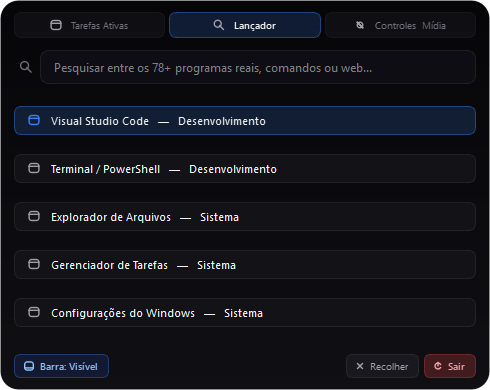 Tarefas Ativas
Lançador
Controles Mídia
Pesquisar entre os 78+ programas reais, comandos ou web...
Visual Studio Code — Desenvolvimento
Terminal / PowerShell — Desenvolvimento
Explorador de Arquivos — Sistema
Gerenciador de Tarefas — Sistema
Configurações do Windows — Sistema
Barra: Visível
Recolher
Sair